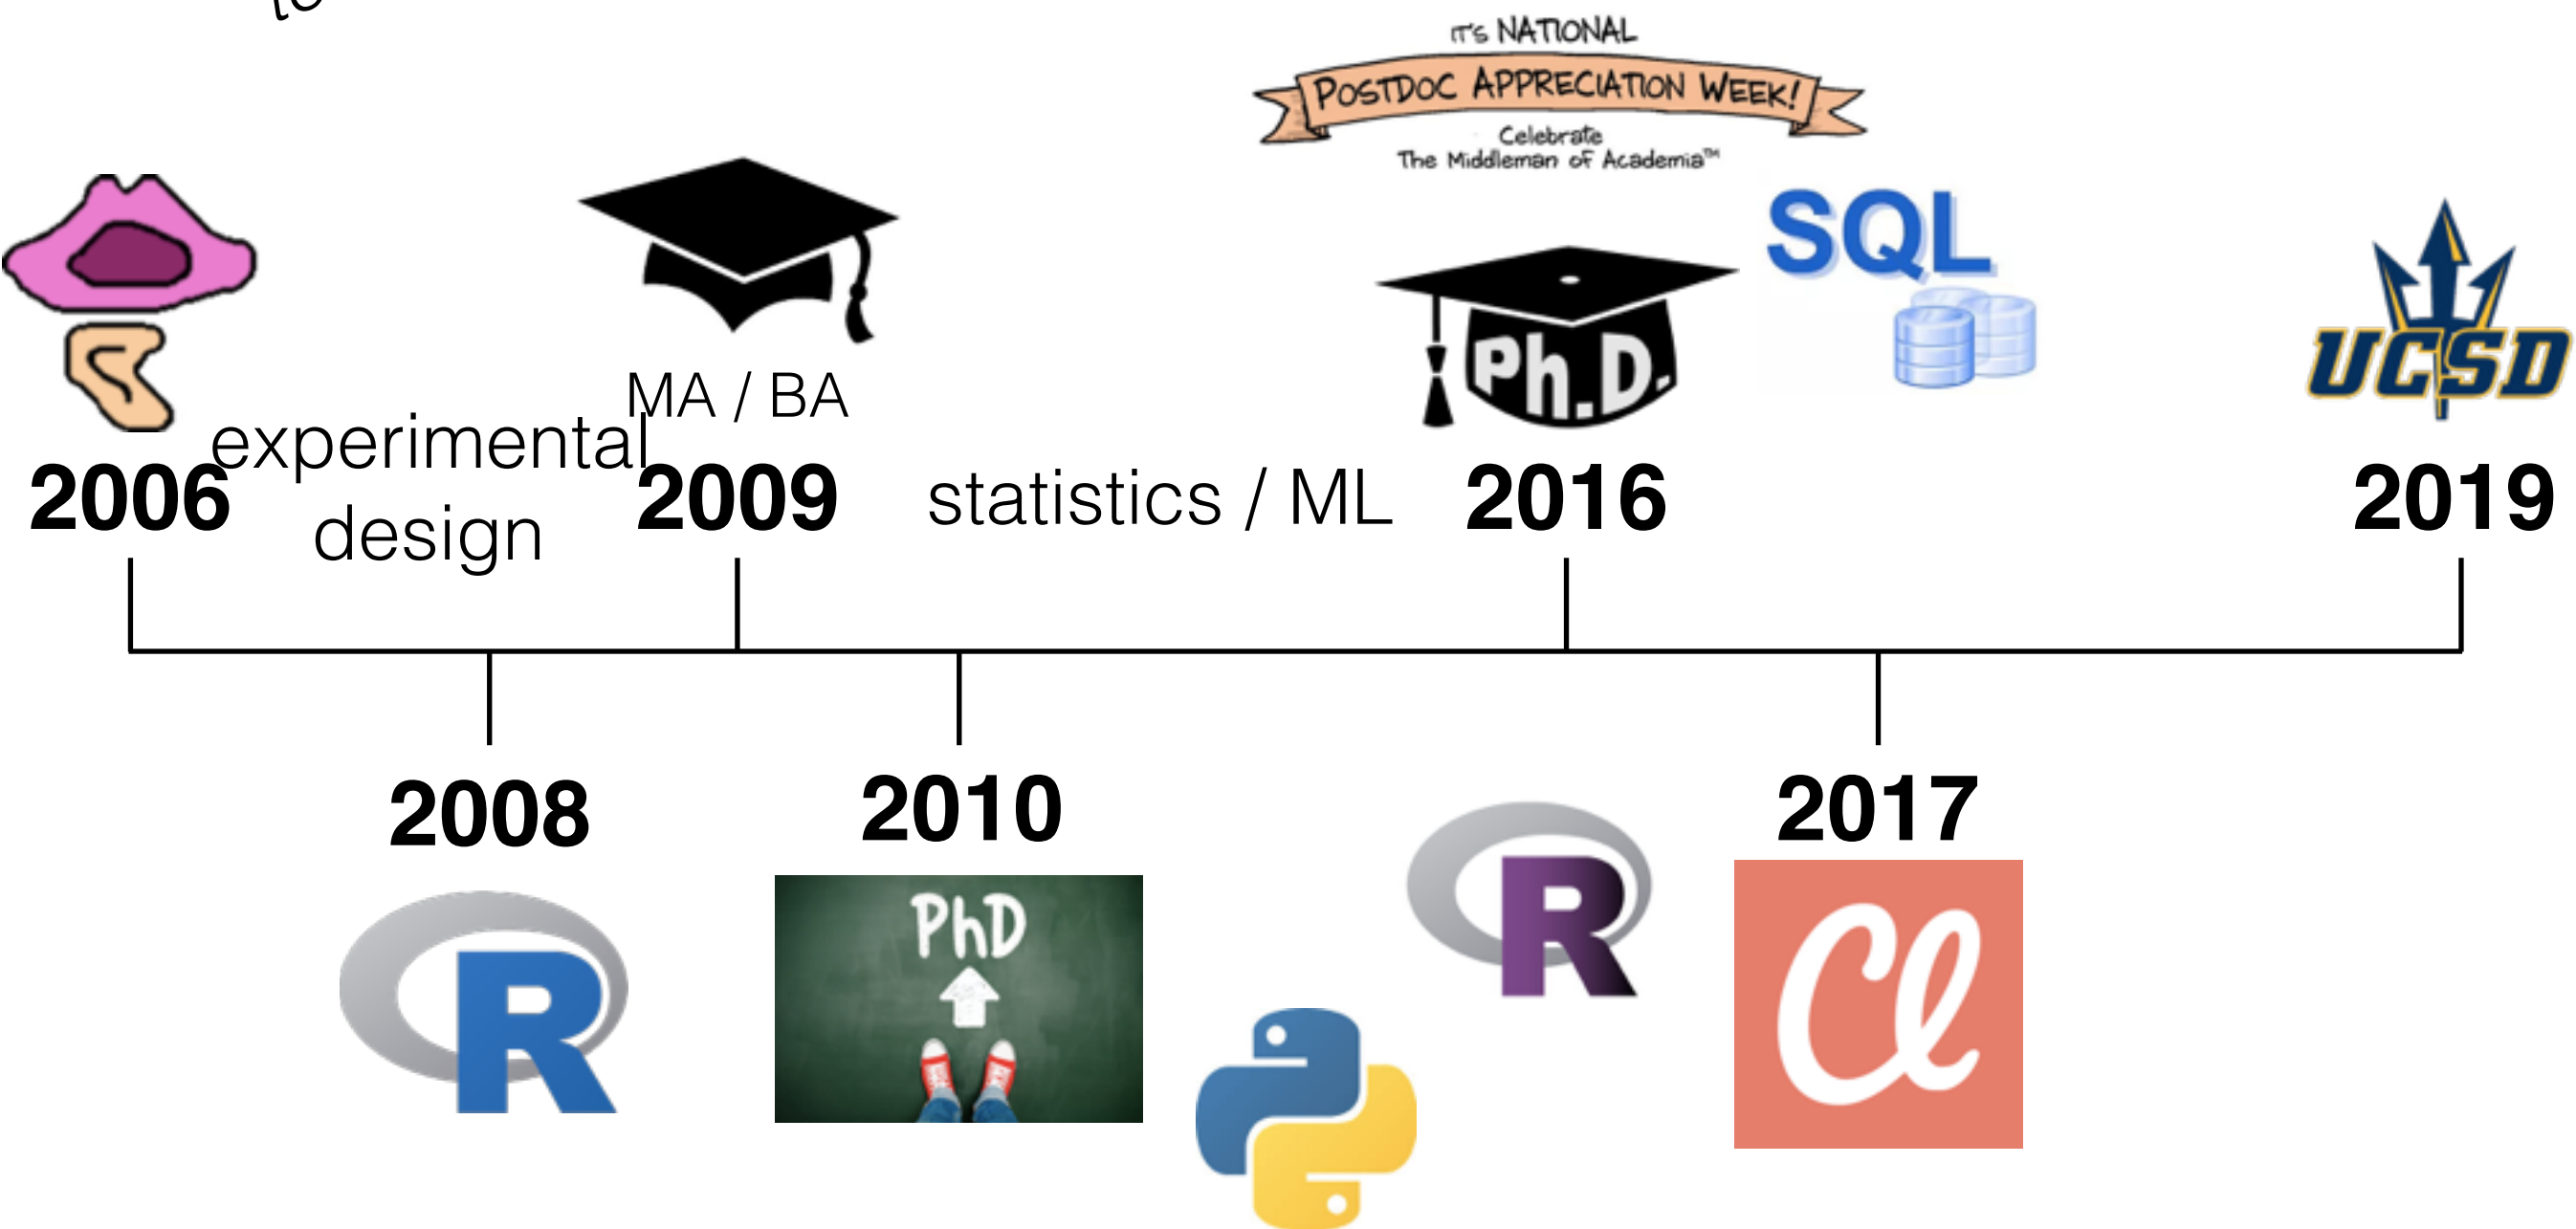 to
IT'S NATIONAL
POSTDOC APPRECIATION WEEK!
Celebrate
The Middleman of Academia™
SQL
Ph.D.
UCSD
MA / BA
experimental
design
2006
2009
statistics / ML
2016
2019
2008
2010
2017
R
PhD
R
Cl